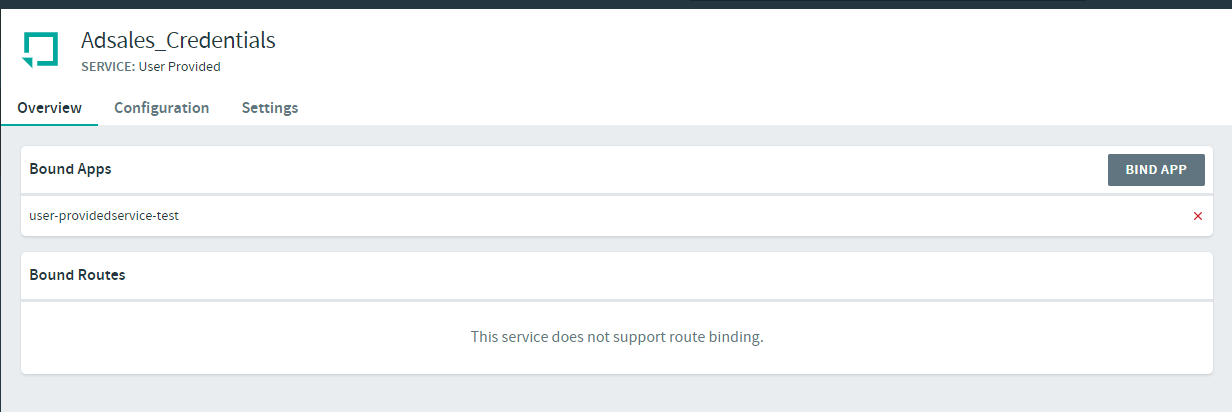 Adsales_Credentials
SERVICE: User Provided
Overview Configuration Settings
Bound Apps BIND APP
user-providedservice-test
Bound Routes
This service does not support route binding.